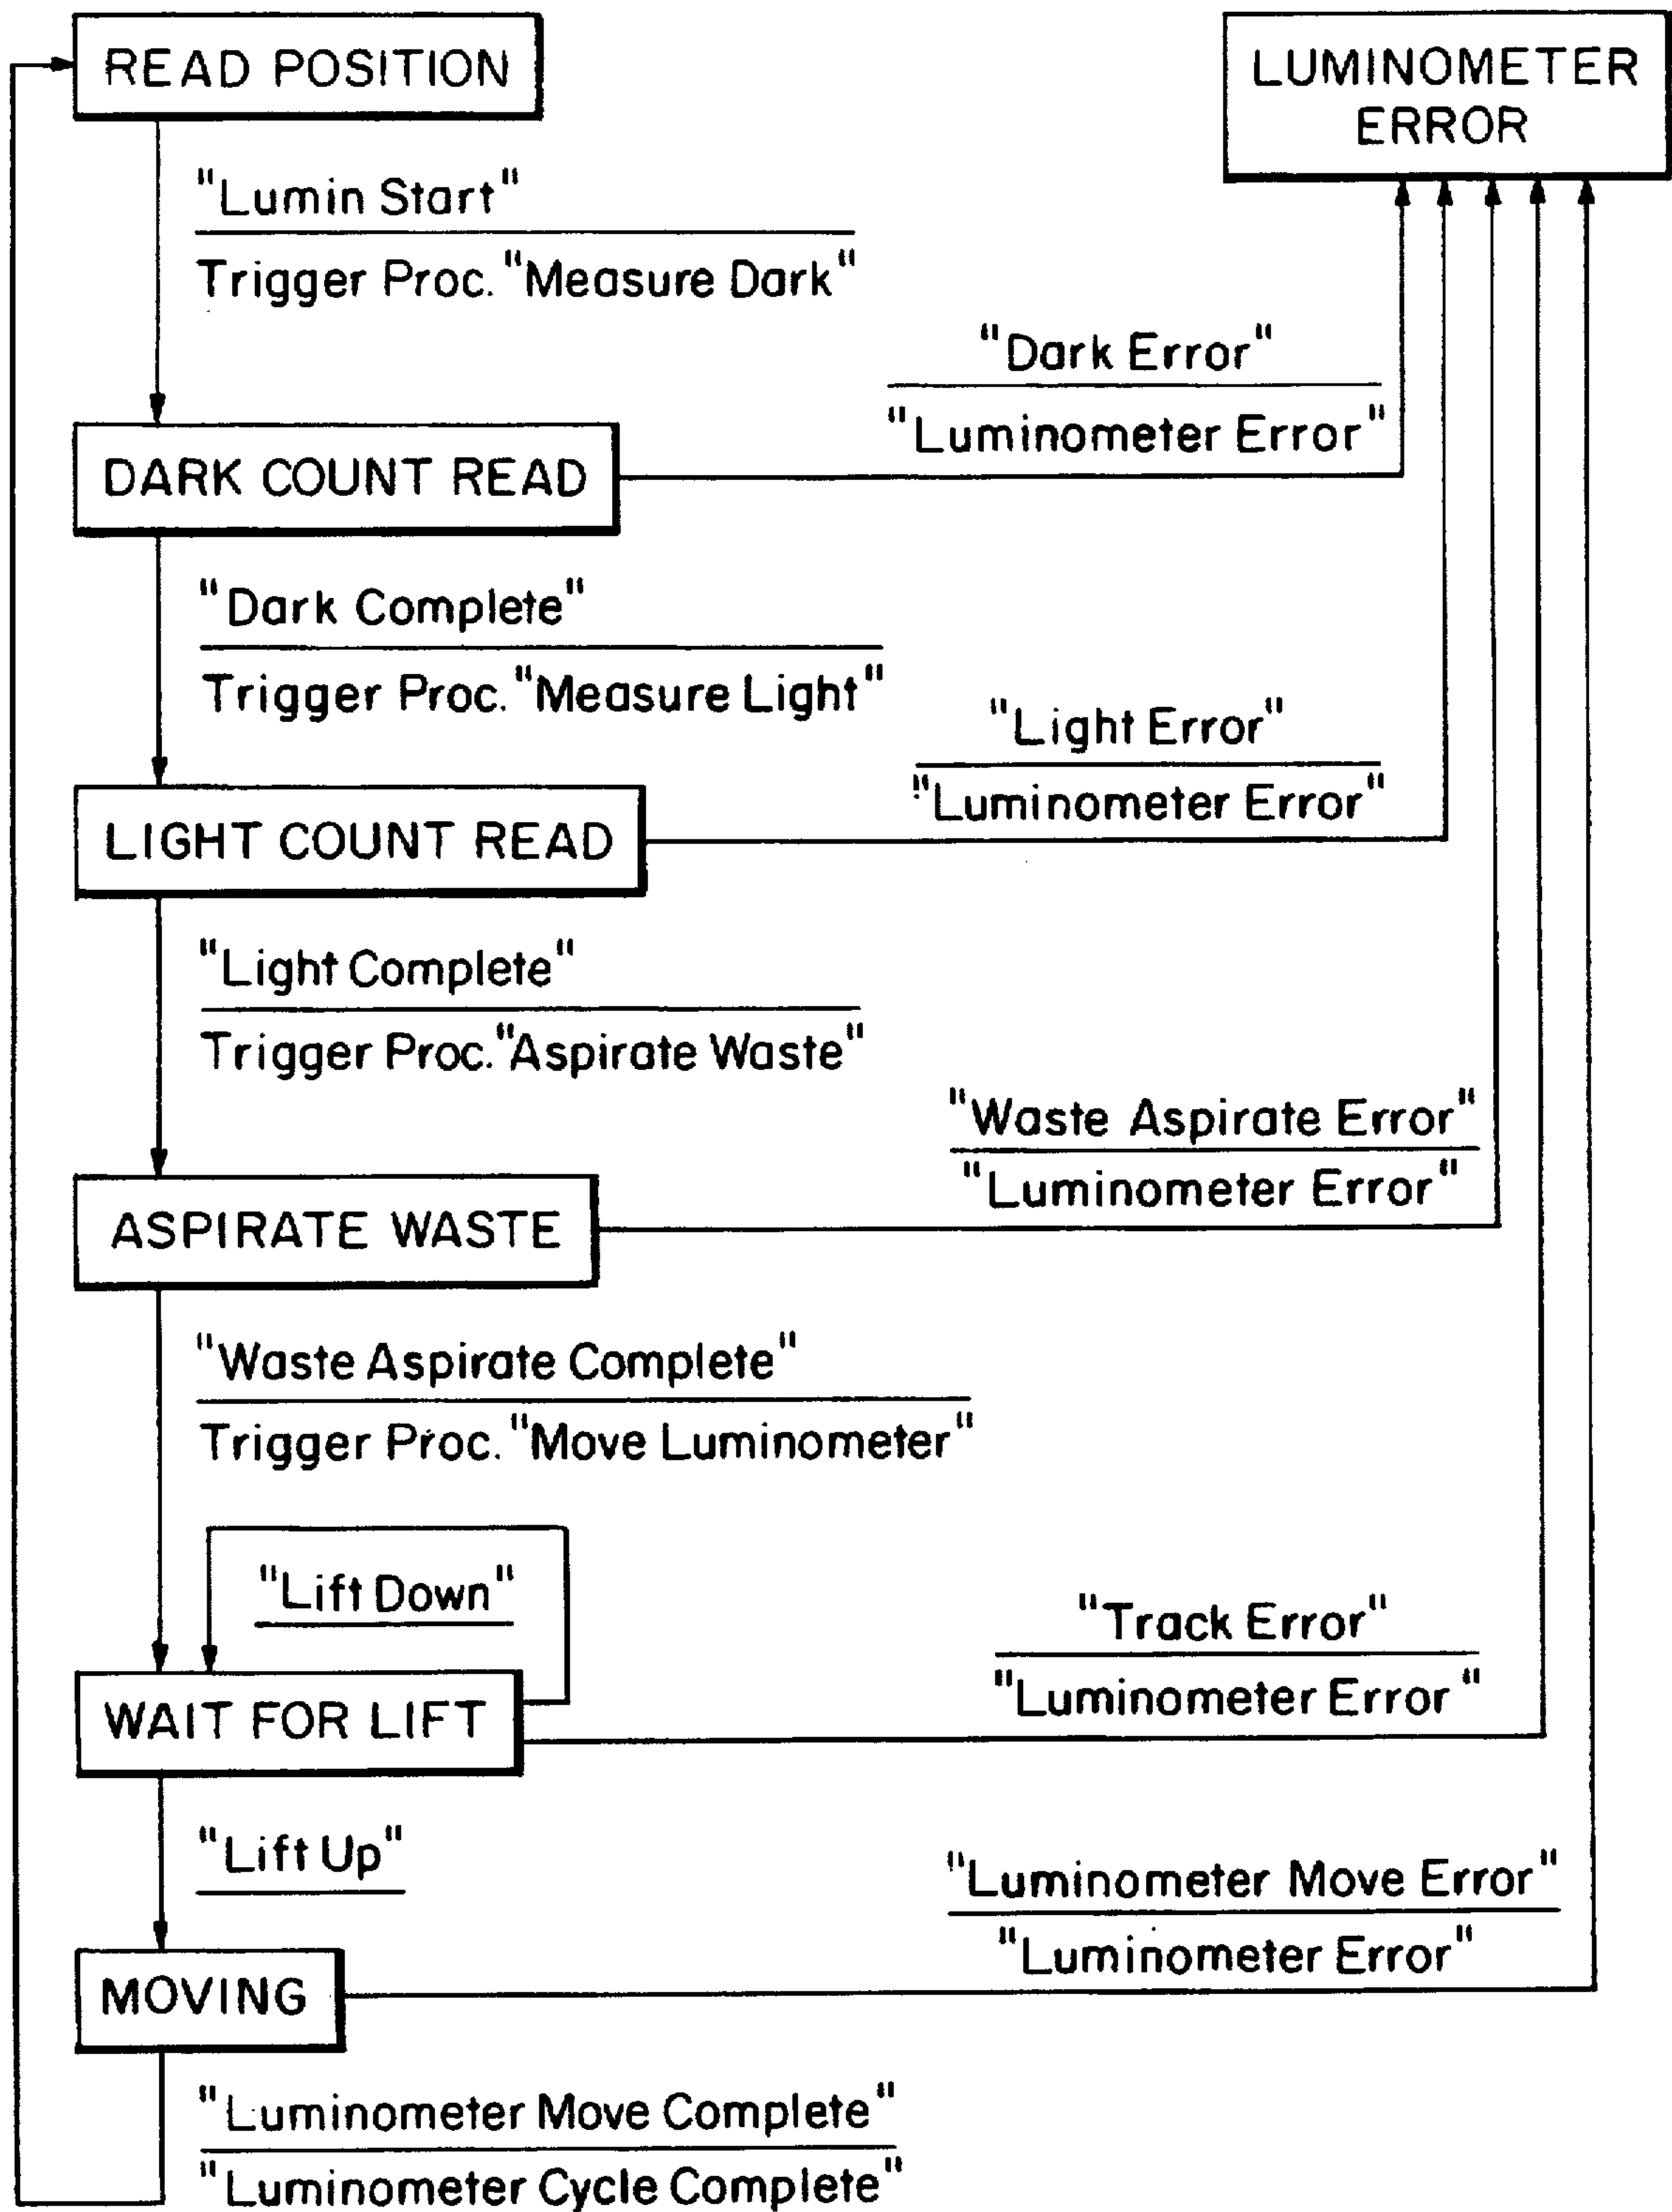 READ POSITION
LUMINOMETER
ERROR
"Lumin Start"
Trigger Proc. "Measure Dark"
"Dark Error"
"Luminometer Error"
DARK COUNT READ
"Dark Complete"
Trigger Proc. "Measure Light"
"Light Error"
"Luminometer Error"
LIGHT COUNT READ
"Light Complete"
Trigger Proc. "Aspirate Waste"
"Waste Aspirate Error"
"Luminometer Error"
ASPIRATE WASTE
"Waste Aspirate Complete"
Trigger Proc. "Move Luminometer"
"Lift Down"
"Track Error"
"Luminometer Error"
WAIT FOR LIFT
"Lift Up"
"Luminometer Move Error"
"Luminometer Error"
MOVING
"Luminometer Move Complete"
"Luminometer Cycle Complete"